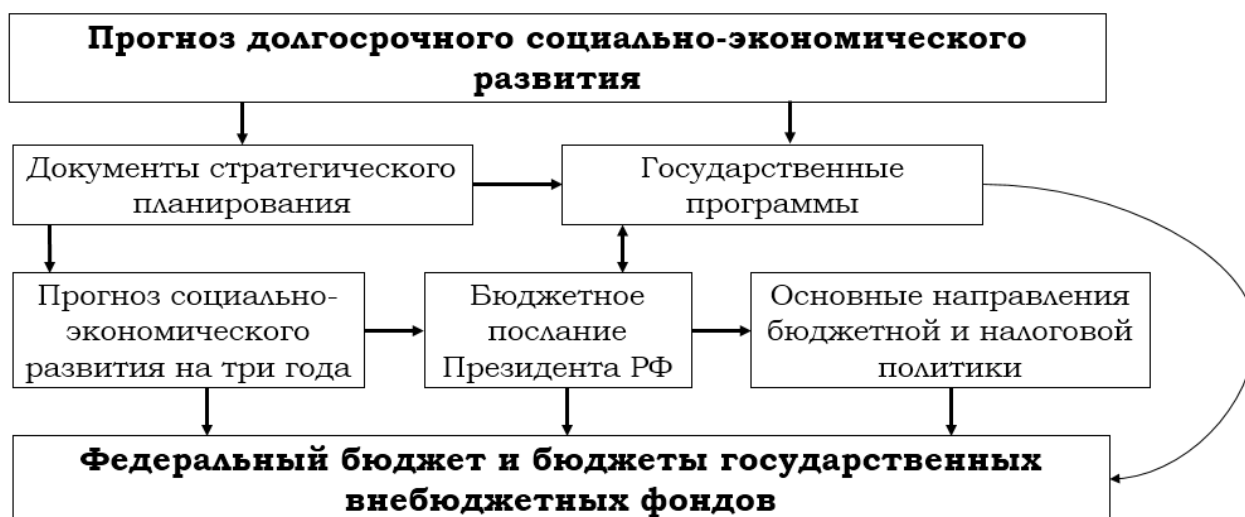 Прогноз долгосрочного социально-экономического
развития
Документы стратегического
планирования
Государственные
программы
Прогноз социально-
экономического
развития на три года
Бюджетное
послание
Президента РФ
Основные направления
бюджетной и налоговой
политики
Федеральный бюджет и бюджеты государственных
внебюджетных фондов